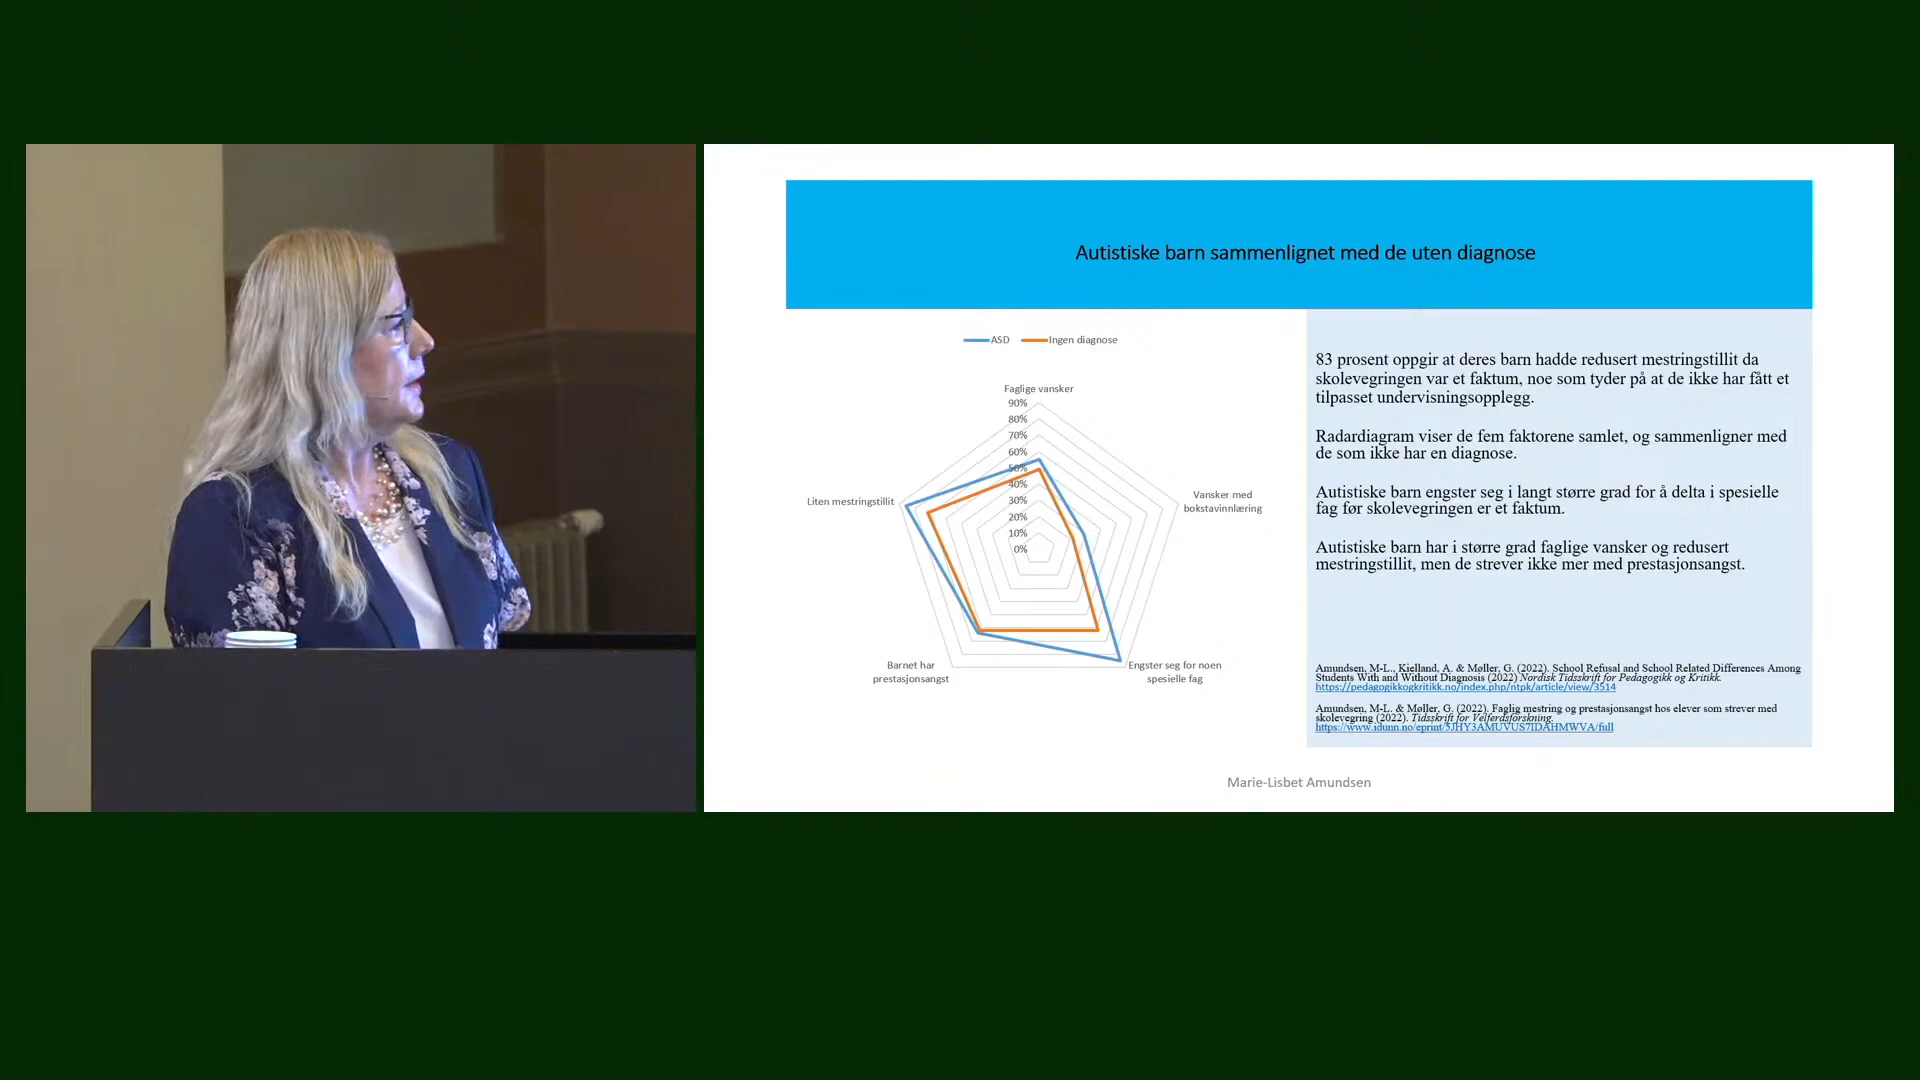 Autistiske barn sammenlignet med de uten diagnose
ASD
Ingen diagnose
Faglige vansker
90%
80%
70%
60%
50%
40%
30%
20%
10%
0%
Vansker med
bokstavinnlæring
Engster seg for noen
spesielle fag
Barnet har
prestasjonsangst
Liten mestringstillit
83 prosent oppgir at deres barn hadde redusert mestringstillit da
skolevegringen var et faktum, noe som tyder på at de ikke har fått et
tilpasset undervisningsopplegg.
Radardiagram viser de fem faktorene samlet, og sammenligner med
de som ikke har en diagnose.
Autistiske barn engster seg i langt større grad for å delta i spesielle
fag før skolevegringen er et faktum.
Autistiske barn har i større grad faglige vansker og redusert
mestringstillit, men de strever ikke mer med prestasjonsangst.
Amundsen, M-L., Kielland, A. & Møller, G. (2022). School Refusal and School Related Differences Among
Students With and Without Diagnosis (2022) Nordisk Tidsskrift for Pedagogikk og Kritikk.
https://pedagogikkogkritikk.no/index.php/ntpk/article/view/3514
Amundsen, M-L. & Møller, G. (2022). Faglig mestring og prestasjonsangst hos elever som strever med
skolevegring (2022). Tidsskrift for Velferdsforskning.
https://www.idunn.no/eprint/5JHY3AMUVUS7IDAHMWVA/full
Marie-Lisbet Amundsen